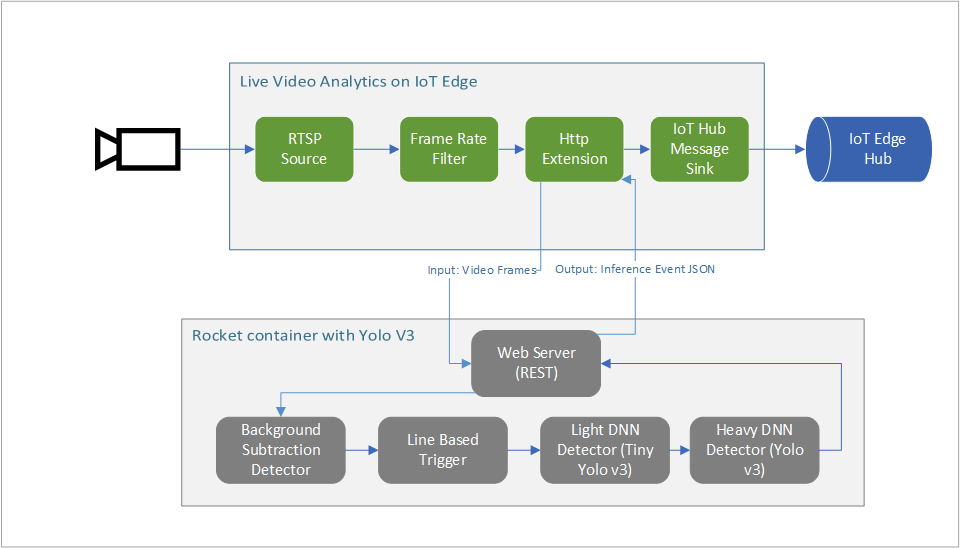 Live Video Analytics on IoT Edge
RTSP
Source
Frame Rate
Filter
Http
Extension
IoT Hub
Message
Sink
IoT Edge
Hub
Input: Video Frames
Output: Inference Event JSON
Rocket container with Yolo V3
Web Server
(REST)
Background
Subtraction
Detector
Line Based
Trigger
Light DNN
Detector (Tiny
Yolo v3)
Heavy DNN
Detector (Yolo
v3)